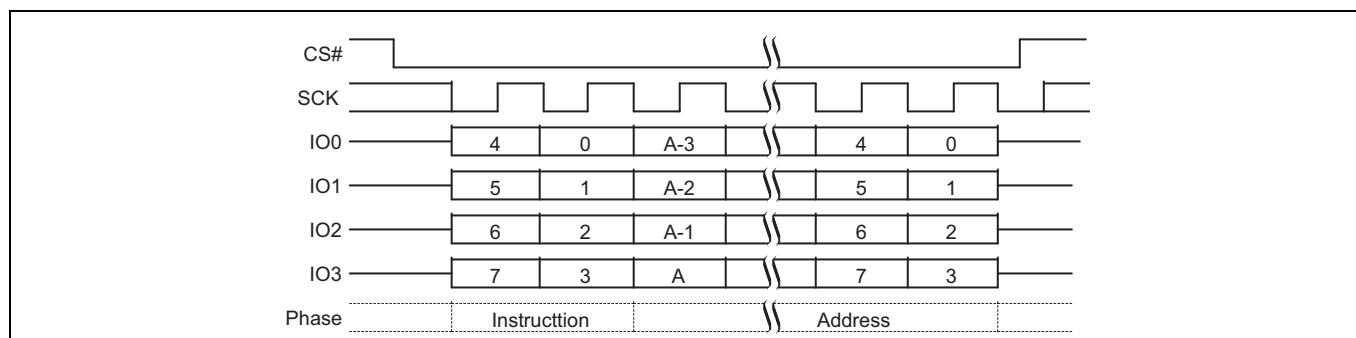 CS#
SCK
IO0 4 0 A-3 4 0
IO1 5 1 A-2 5 1
IO2 6 2 A-1 6 2
IO3 7 3 A 7 3
Phase Instructtion Address